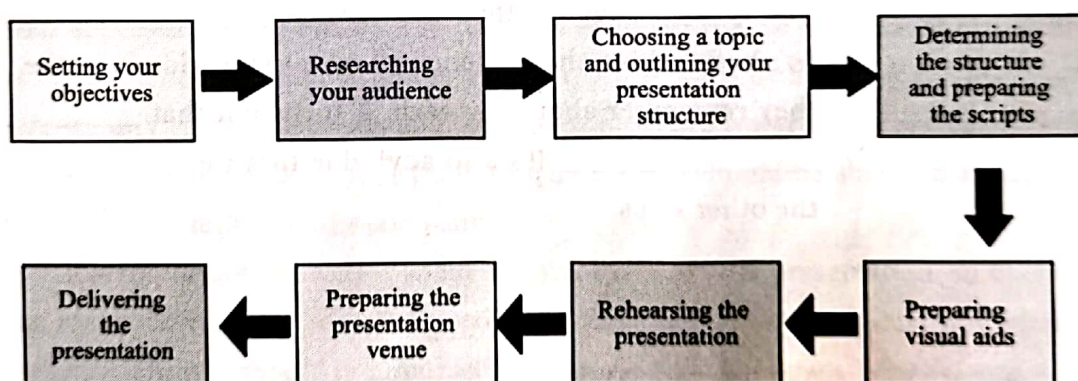 Setting your
objectives
Researching
your audience
Choosing a topic
and outlining your
presentation
structure
Determining
the structure
and preparing
the scripts
Preparing
visual aids
Rehearsing the
presentation
Preparing the
presentation
venue
Delivering
the
presentation